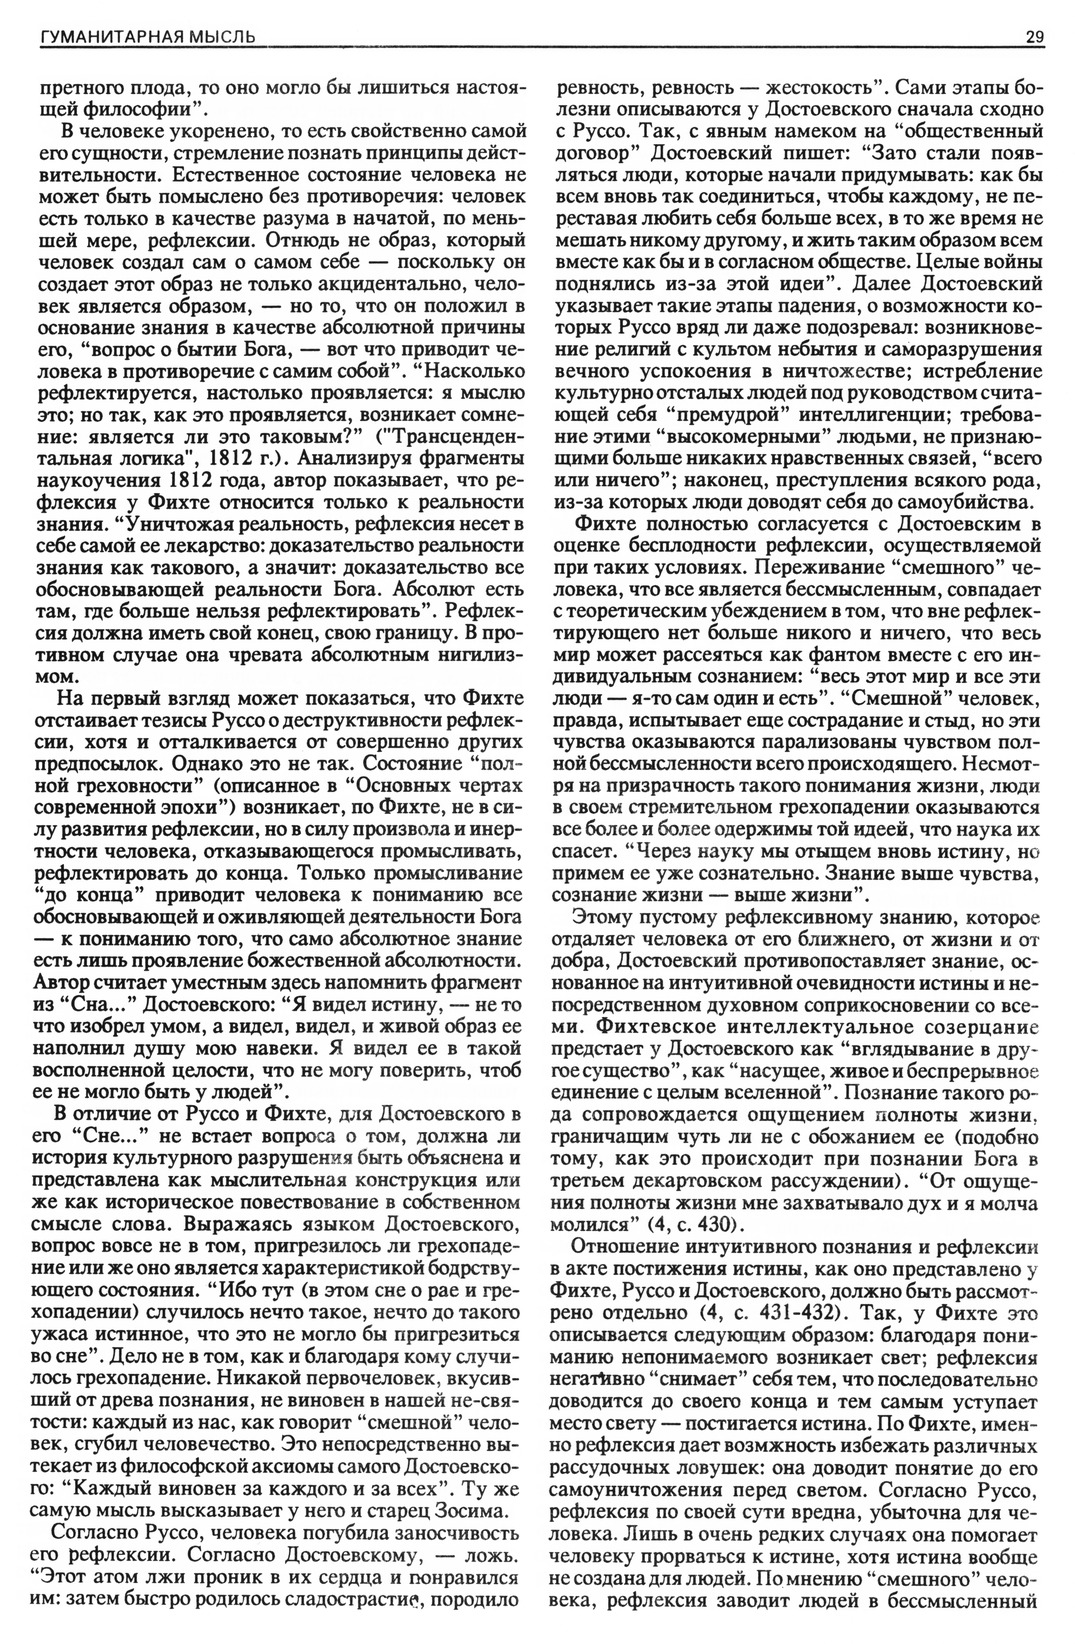 ГУМАНИТАРНАЯ МЫСЛЬ 29
претного плода, то оно могло бы лишиться настоя-
щей философии”.
В человеке укоренено, то есть свойственно самой
его сущности, стремление познать принципы дейст-
вительности. Естественное состояние человека не
может быть помыслено без противоречия: человек
есть только в качестве разума в начатой, по мень-
шей мере, рефлексии. Отнюдь не образ, который
человек создал сам о самом себе — поскольку он
создает этот образ не только акцидентально, чело-
век является образом, — но то, что он положил в
основание знания в качестве абсолютной причины
его, “вопрос о бытии Бога, — вот что приводит че-
ловека в противоречие с самим собой”. “Насколько
рефлектируется, настолько проявляется: я мыслю
это; но так, как это проявляется, возникает сомне-
ние: является ли это таковым?” ("Трансценден-
тальная логика", 1812 г.). Анализируя фрагменты
наукоучения 1812 года, автор показывает, что ре-
флексия у Фихте относится только к реальности
знания. “Уничтожая реальность, рефлексия несет в
себе самой ее лекарство: доказательство реальности
знания как такового, а значит: доказательство все
обосновывающей реальности Бога. Абсолют есть
там, где больше нельзя рефлектировать”. Рефлек-
сия должна иметь свой конец, свою границу. В про-
тивном случае она чревата абсолютным нигилиз-
мом.
На первый взгляд может показаться, что Фихте
отстаивает тезисы Руссо о деструктивности рефлек-
сии, хотя и отталкивается от совершенно других
предпосылок. Однако это не так. Состояние “пол-
ной греховности” (описанное в “Основных чертах
современной эпохи”) возникает, по Фихте, не в си-
лу развития рефлексии, но в силу произвола и инер-
тности человека, отказывающегося промысливать,
рефлектировать до конца. Только промысливание
“до конца” приводит человека к пониманию все
обосновывающей и оживляющей деятельности Бога
— к пониманию того, что само абсолютное знание
есть лишь проявление божественной абсолютности.
Автор считает уместным здесь напомнить фрагмент
из “Сна...” Достоевского: “Я видел истину, — не то
что изобрел умом, а видел, видел, и живой образ ее
наполнил душу мою навеки. Я видел ее в такой
восполненной целости, что не могу поверить, чтоб
ее не могло быть у людей”.
В отличие от Руссо и Фихте, для Достоевского в
его “Сне...” не встает вопроса о том, должна ли
история культурного разрушения быть объяснена и
представлена как мыслительная конструкция или
же как историческое повествование в собственном
смысле слова. Выражаясь языком Достоевского,
вопрос вовсе не в том, пригрезилось ли грехопаде-
ние или же оно является характеристикой бодрству-
ющего состояния. “Ибо тут (в этом сне о рае и гре-
хопадении) случилось нечто такое, нечто до такого
ужаса истинное, что это не могло бы пригрезиться
во сне”. Дело не в том, как и благодаря кому случи-
лось грехопадение. Никакой первочеловек, вкусив-
ший от древа познания, не виновен в нашей не-свя-
тости: каждый из нас, как говорит “смешной” чело-
век, сгубил человечество. Это непосредственно вы-
текает из философской аксиомы самого Достоевско-
го: “Каждый виновен за каждого и за всех”. Ту же
самую мысль высказывает у него и старец Зосима.
Согласно Руссо, человека погубила заносчивость
его рефлексии. Согласно Достоевскому, — ложь.
“Этот атом лжи проник в их сердца и понравился
им: затем быстро родилось сладострастие, породило
ревность, ревность — жестокость”. Сами этапы бо-
лезни описываются у Достоевского сначала сходно
с Руссо. Так, с явным намеком на “общественный
договор” Достоевский пишет: “Зато стали появ-
ляться люди, которые начали придумывать: как бы
всем вновь так соединиться, чтобы каждому, не пе-
реставая любить себя больше всех, в то же время не
мешать никому другому, и жить таким образом всем
вместе как бы и в согласном обществе. Целые войны
поднялись из-за этой идеи”. Далее Достоевский
указывает такие этапы падения, о возможности ко-
торых Руссо вряд ли даже подозревал: возникнове-
ние религий с культом небытия и саморазрушения
вечного успокоения в ничтожестве; истребление
культурно отсталых людей под руководством счита-
ющей себя “премудрой” интеллигенции; требова-
ние этими “высокомерными” людьми, не признаю-
щими больше никаких нравственных связей, “всего
или ничего”; наконец, преступления всякого рода,
из-за которых люди доводят себя до самоубийства.
Фихте полностью согласуется с Достоевским в
оценке бесплодности рефлексии, осуществляемой
при таких условиях. Переживание “смешного” че-
ловека, что все является бессмысленным, совпадает
с теоретическим убеждением в том, что вне рефлек-
тирующего нет больше никого и ничего, что весь
мир может рассеяться как фантом вместе с его ин-
дивидуальным сознанием: “весь этот мир и все эти
люди — я-то сам один и есть”. “Смешной” человек,
правда, испытывает еще сострадание и стыд, но эти
чувства оказываются парализованы чувством пол-
ной бессмысленности всего происходящего. Несмот-
ря на призрачность такого понимания жизни, люди
в своем стремительном грехопадении оказываются
все более и более одержимы той идеей, что наука их
спасет. “Через науку мы отыщем вновь истину, но
примем ее уже сознательно. Знание выше чувства,
сознание жизни — выше жизни”.
Этому пустому рефлексивному знанию, которое
отдаляет человека от его ближнего, от жизни и от
добра, Достоевский противопоставляет знание, ос-
нованное на интуитивной очевидности истины и не-
посредственном духовном соприкосновении со все-
ми. Фихтевское интеллектуальное созерцание
предстает у Достоевского как “вглядывание в дру-
гое существо”, как “насущее, живое и беспрерывное
единение с целым вселенной”. Познание такого ро-
да сопровождается ощущением полноты жизни,
граничащим чуть ли не с обожанием ее (подобно
тому, как это происходит при познании Бога в
третьем декартовском рассуждении). “От ощуще-
ния полноты жизни мне захватывало дух и я молча
молился” (4, с. 430).
Отношение интуитивного познания и рефлексии
в акте постижения истины, как оно представлено у
Фихте, Руссо и Достоевского, должно быть рассмот-
рено отдельно (4, с. 431-432). Так, у Фихте это
описывается следующим образом: благодаря пони-
манию непонимаемого возникает свет; рефлексия
негативно “снимает” себя тем, что последовательно
доводится до своего конца и тем самым уступает
место свету — постигается истина. По Фихте, имен-
но рефлексия дает возмжность избежать различных
рассудочных ловушек: она доводит понятие до его
самоуничтожения перед светом. Согласно Руссо,
рефлексия по своей сути вредна, убыточна для че-
ловека. Лишь в очень редких случаях она помогает
человеку прорваться к истине, хотя истина вообще
не создана для людей. По мнению “смешного” чело-
века, рефлексия заводит людей в бессмысленный